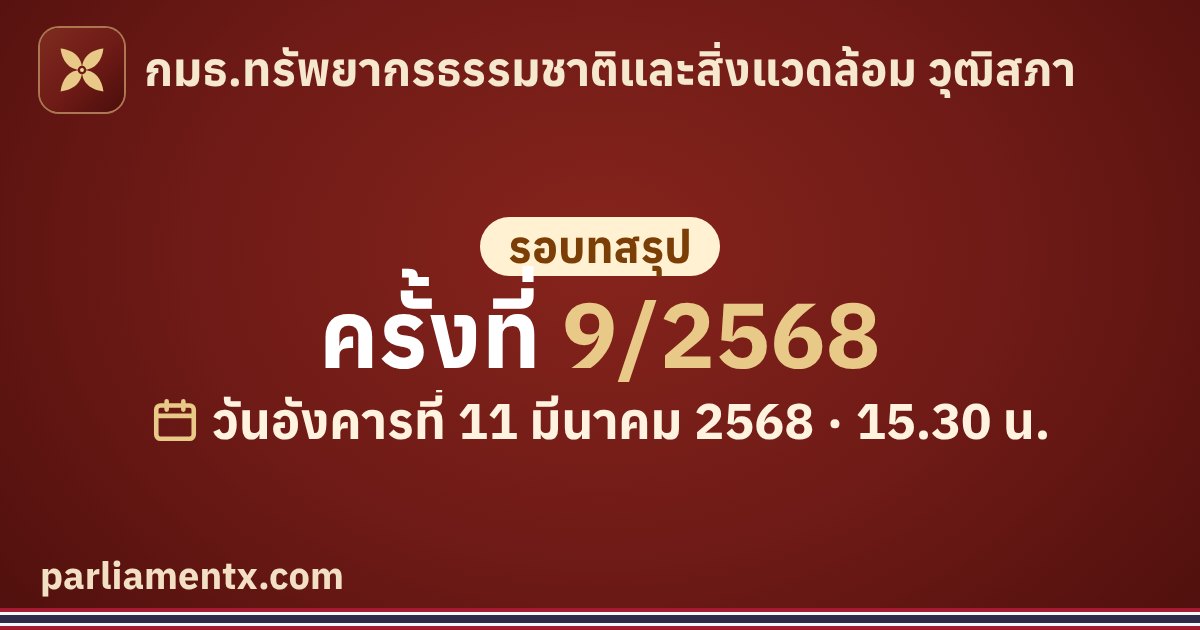 กมธ.ทรัพยากรธรรมชาติและสิ่งแวดล้อม วุฒิสภา
รอบทสรุป
ครั้งที่ 9/2568
วันอังคารที่ 11 มีนาคม 2568 · 15.30 น.
parliamentx.com